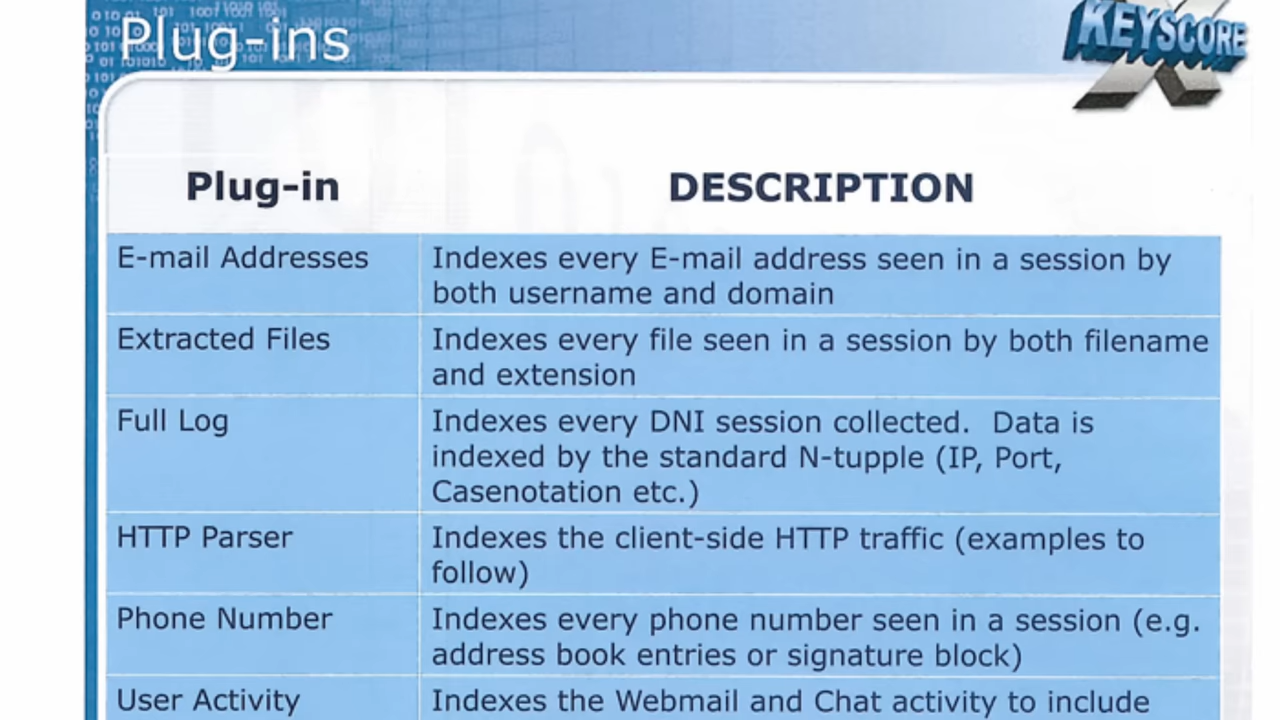 Plug-ins
X KEYSCORE
Plug-in DESCRIPTION
E-mail Addresses
Indexes every E-mail address seen in a session by
both username and domain
Extracted Files
Indexes every file seen in a session by both filename
and extension
Full Log
Indexes every DNI session collected. Data is
indexed by the standard N-tupple (IP, Port,
Casenotation etc.)
HTTP Parser
Indexes the client-side HTTP traffic (examples to
follow)
Phone Number
Indexes every phone number seen in a session (e.g.
address book entries or signature block)
User Activity
Indexes the Webmail and Chat activity to include